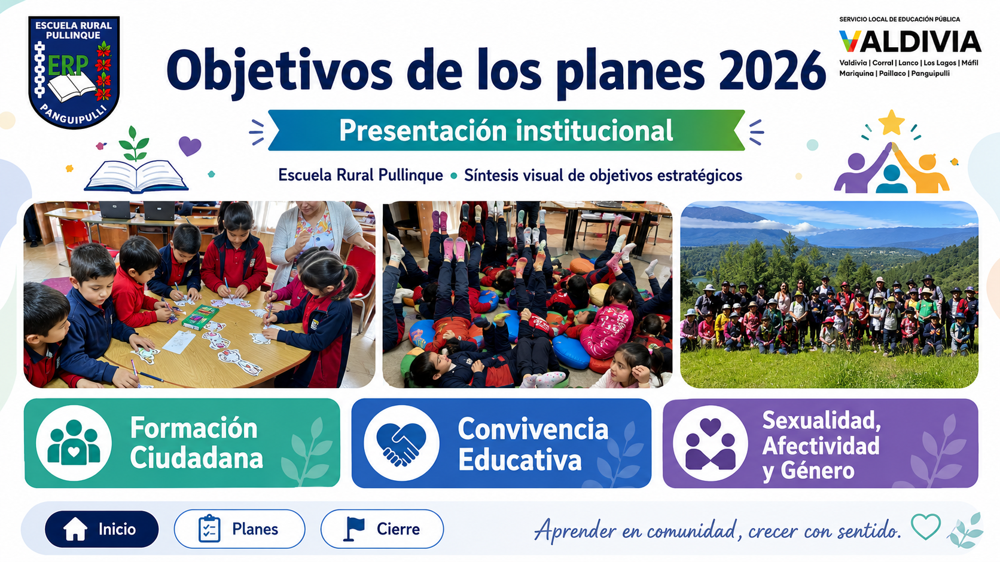 ESCUELA RURAL
PULLINQUE
ERP
PANGUIPULLI
SERVICIO LOCAL DE EDUCACIÓN PÚBLICA
VALDIVIA
Valdivia | Corral | Lanco | Los Lagos | Máfil
Mariquina | Paillaco | Panguipulli
Objetivos de los planes 2026
Presentación institucional
Escuela Rural Pullinque • Síntesis visual de objetivos estratégicos
Formación
Ciudadana
Convivencia
Educativa
Sexualidad,
Afectividad
y Género
Inicio
Planes
Cierre
Aprender en comunidad, crecer con sentido.